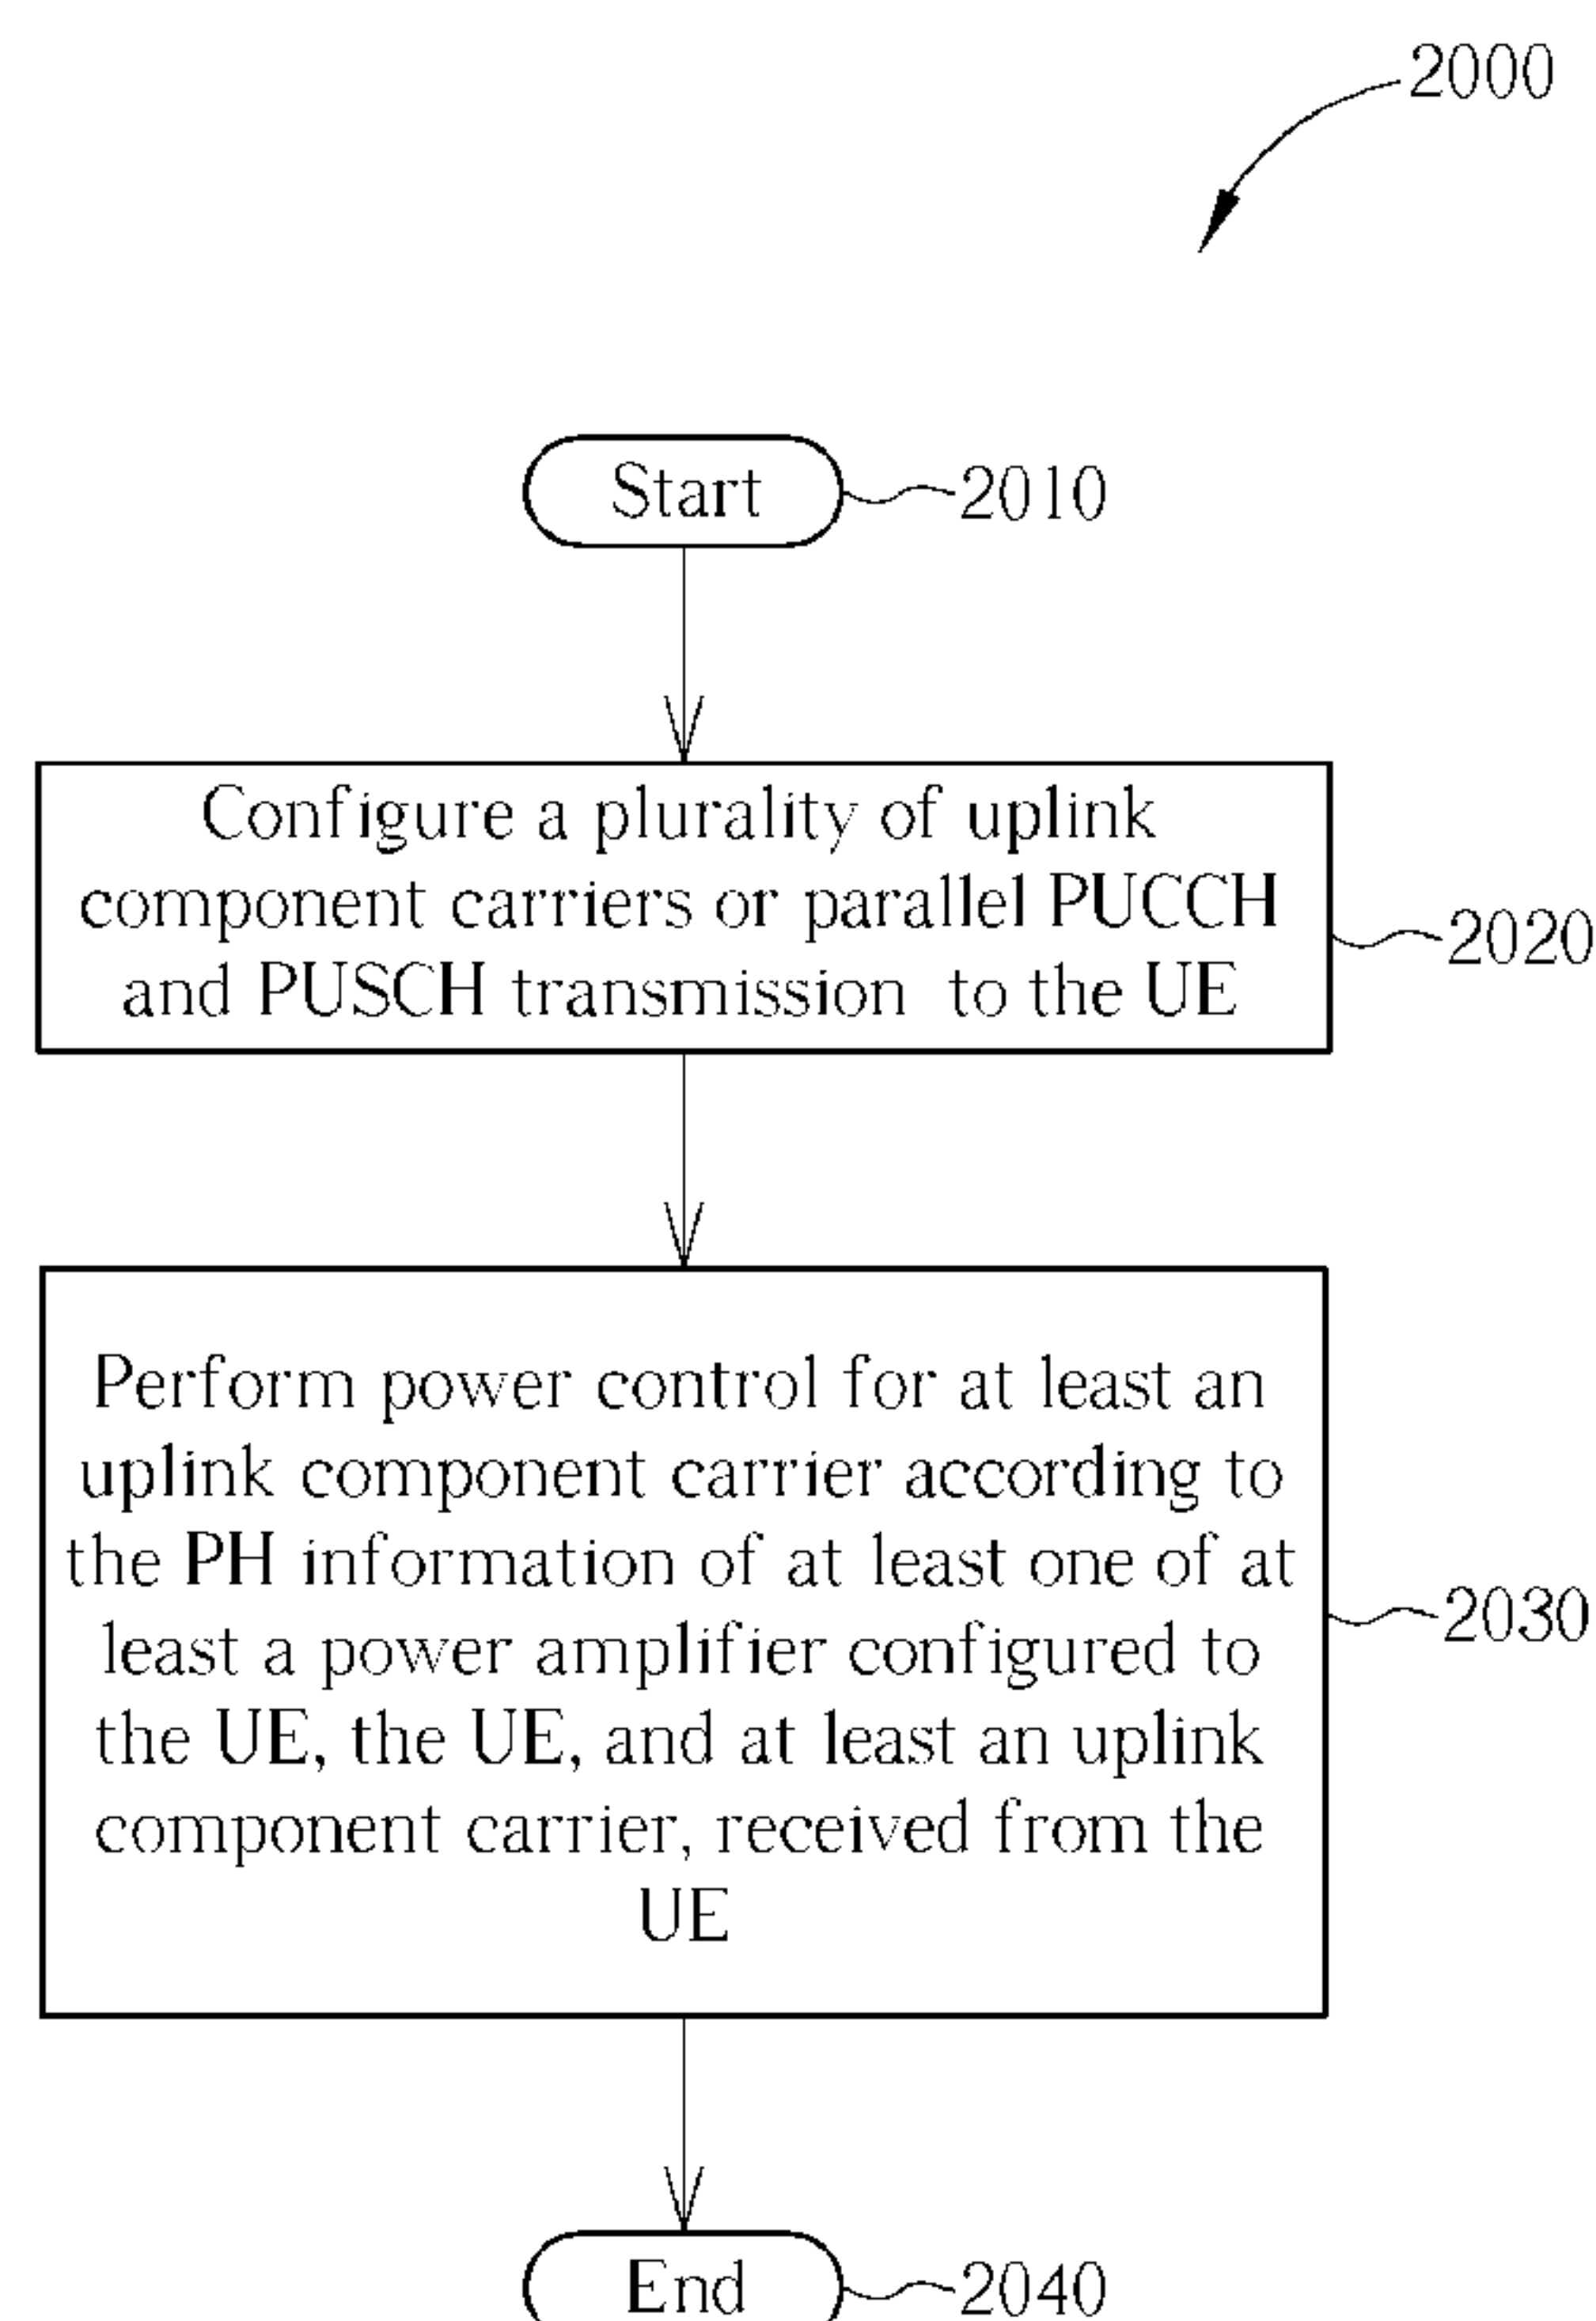 2000
Start
2010
Configure a plurality of uplink
component carriers or parallel PUCCH
and PUSCH transmission to the UE
2020
Perform power control for at least an
uplink component carrier according to
the PH information of at least one of at
least a power amplifier configured to
the UE, the UE, and at least an uplink
component carrier, received from the
UE
2030
End
2040